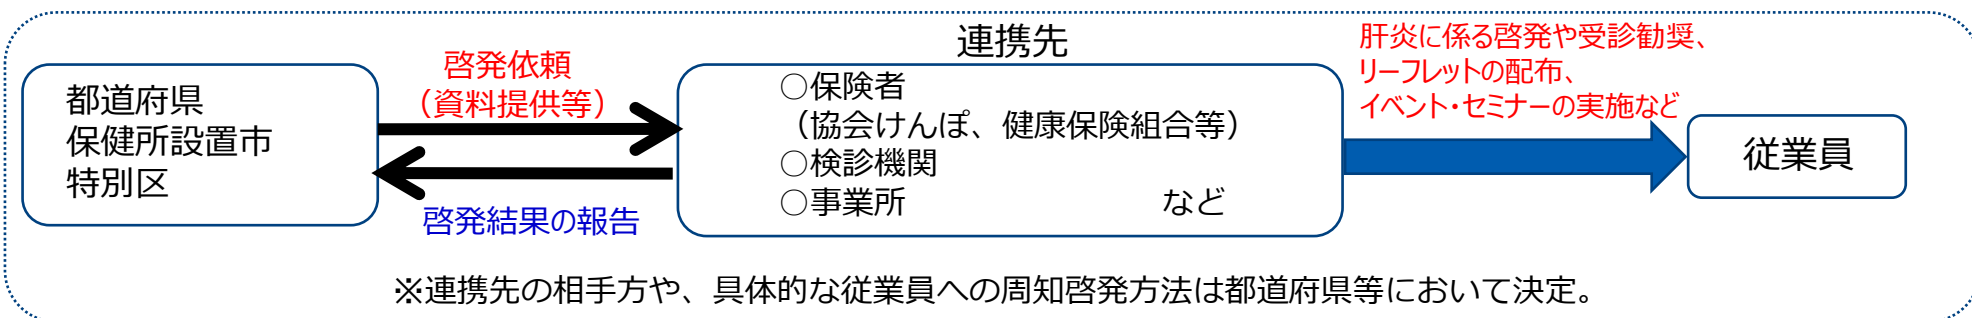 都道府県
保健所設置市
特別区
啓発依頼
（資料提供等）
啓発結果の報告
連携先
○保険者
（協会けんぽ、健康保険組合等）
○検診機関
○事業所　　　　　　　など
肝炎に係る啓発や受診勧奨、
リーフレットの配布、
イベント・セミナーの実施など
従業員
※連携先の相手方や、具体的な従業員への周知啓発方法は都道府県等において決定。